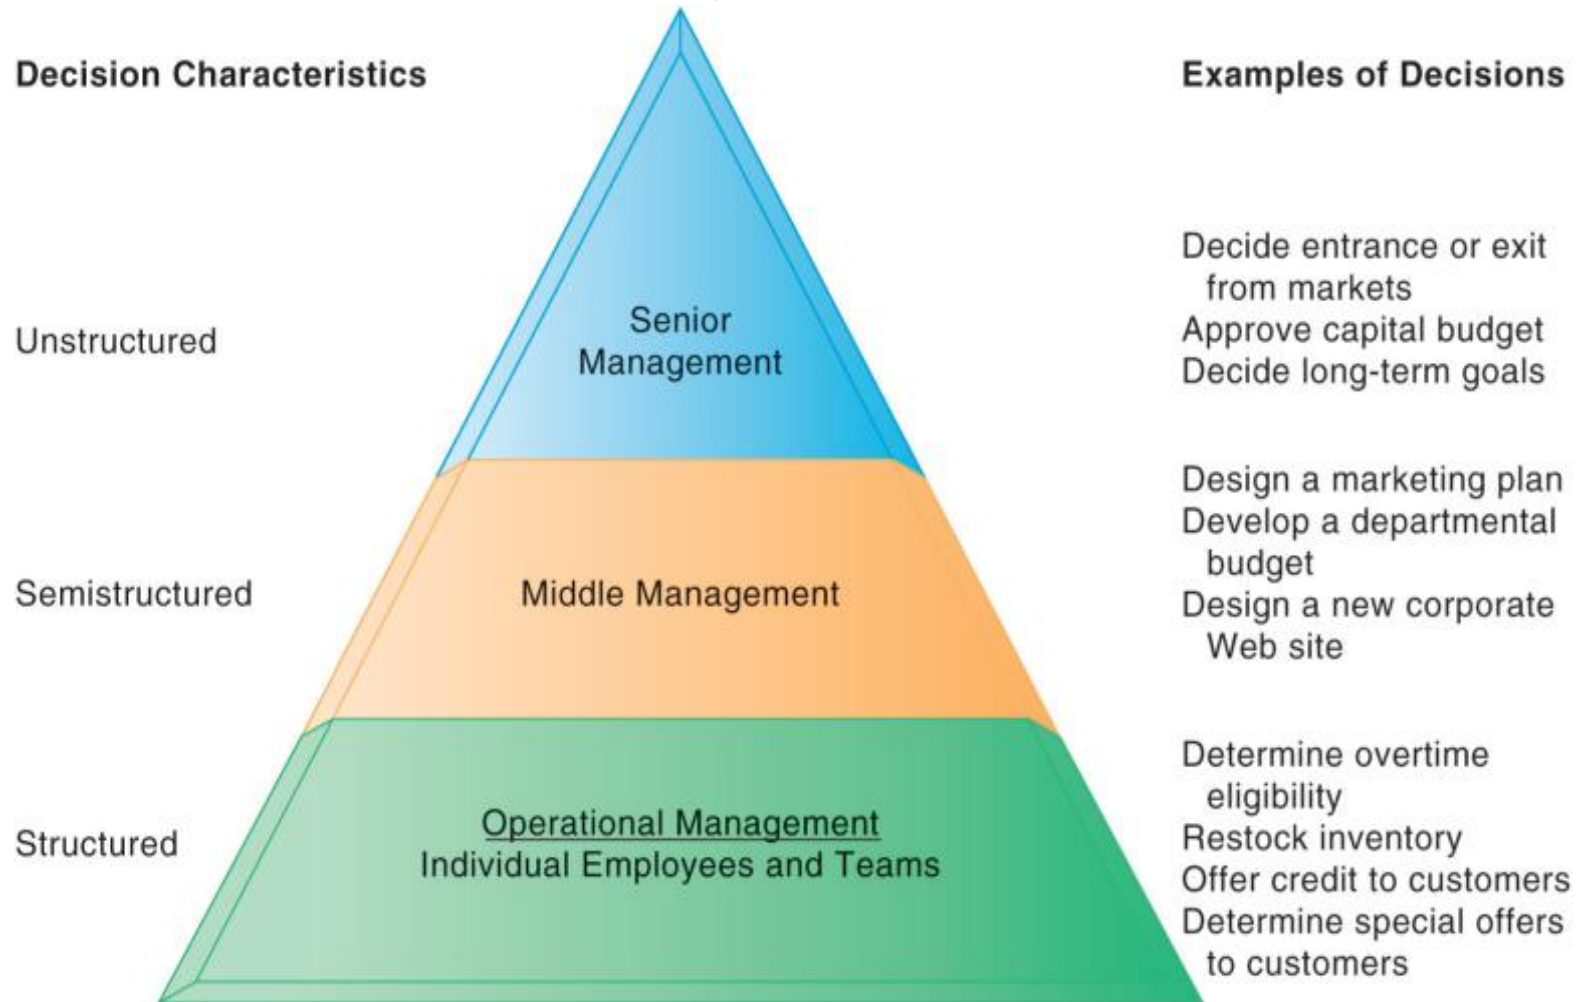 Decision Characteristics
Examples of Decisions
Unstructured
Senior
Management
Decide entrance or exit
from markets
Approve capital budget
Decide long-term goals
Semistructured
Middle Management
Design a marketing plan
Develop a departmental
budget
Design a new corporate
Web site
Structured
Operational Management
Individual Employees and Teams
Determine overtime
eligibility
Restock inventory
Offer credit to customers
Determine special offers
to customers